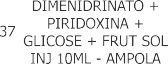 DIMENIDRINATO +
PIRIDOXINA +
37 GLICOSE + FRUT SOL
INJ 10ML - AMPOLA